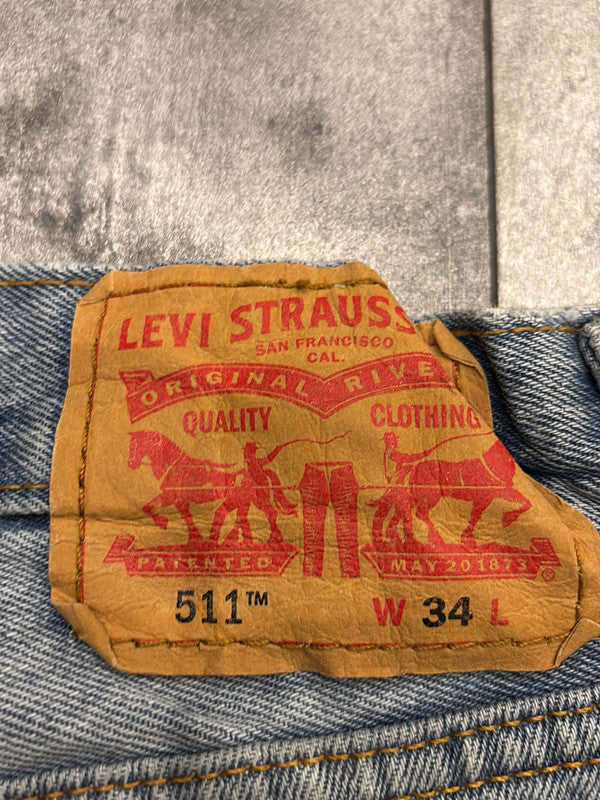 LEVI STRAUSS
SAN FRANCISCO
CAL.
ORIGINAL RIVE
QUALITY CLOTHING
PATENTED MAY 20 1873 ®
511™ W 34 L